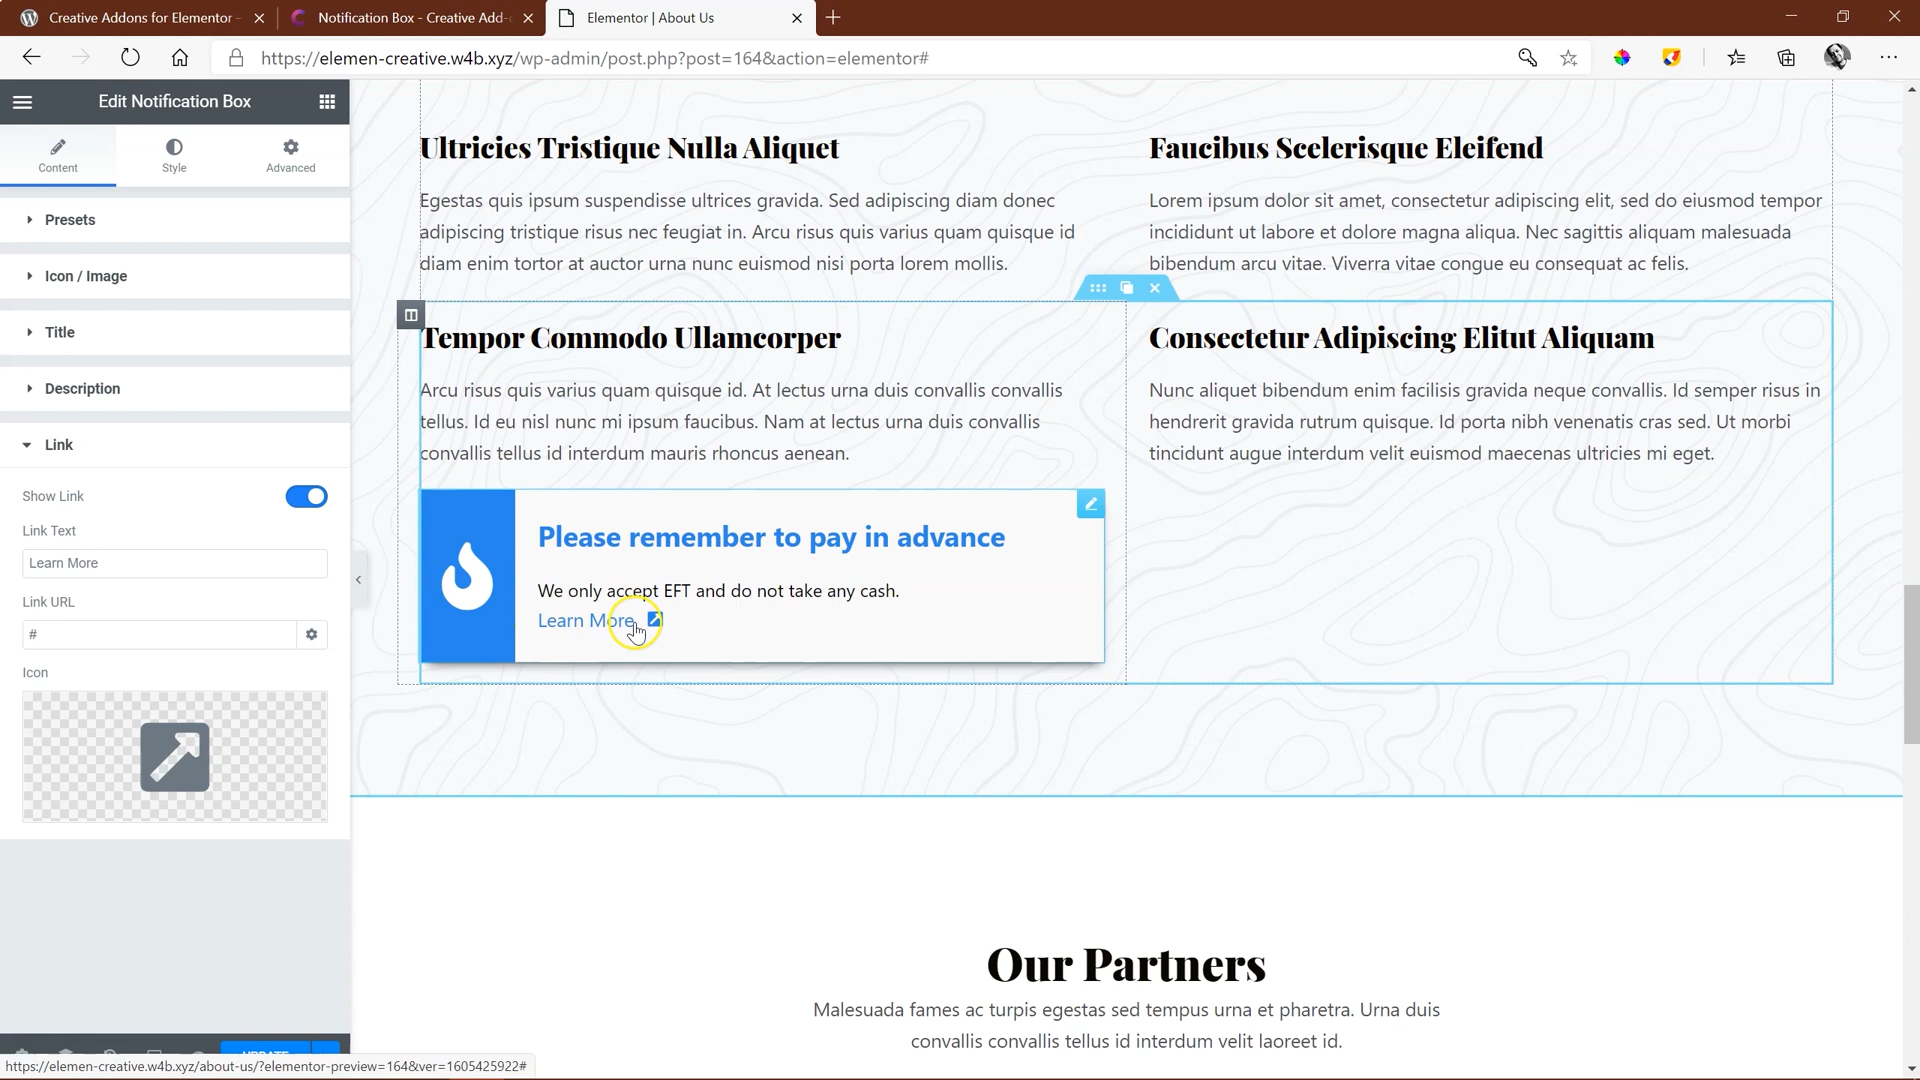 Creative Addons for Elementor -
Notification Box - Creative Add-
Elementor | About Us
https://elemen-creative.w4b.xyz/wp-admin/post.php?post=164&action=elementor#
Edit Notification Box
Content
Style
Advanced
Presets
Icon / Image
Title
Description
Link
Show Link
Link Text
Learn More
Link URL
#
Icon
UPDATE
Ultricies Tristique Nulla Aliquet
Egestas quis ipsum suspendisse ultrices gravida. Sed adipiscing diam donec
adipiscing tristique risus nec feugiat in. Arcu risus quis varius quam quisque id
diam enim tortor at auctor urna nunc euismod nisi porta lorem mollis.
Faucibus Scelerisque Eleifend
Lorem ipsum dolor sit amet, consectetur adipiscing elit, sed do eiusmod tempor
incididunt ut labore et dolore magna aliqua. Nec sagittis aliquam malesuada
bibendum arcu vitae. Viverra vitae congue eu consequat ac felis.
Tempor Commodo Ullamcorper
Arcu risus quis varius quam quisque id. At lectus urna duis convallis convallis
tellus. Id eu nisl nunc mi ipsum faucibus. Nam at lectus urna duis convallis
convallis tellus id interdum mauris rhoncus aenean.
Consectetur Adipiscing Elitut Aliquam
Nunc aliquet bibendum enim facilisis gravida neque convallis. Id semper risus in
hendrerit gravida rutrum quisque. Id porta nibh venenatis cras sed. Ut morbi
tincidunt augue interdum velit euismod maecenas ultricies mi eget.
Please remember to pay in advance
We only accept EFT and do not take any cash.
Learn More
Our Partners
Malesuada fames ac turpis egestas sed tempus urna et pharetra. Urna duis
convallis convallis tellus id interdum velit laoreet id.
https://elemen-creative.w4b.xyz/about-us/?elementor-preview=164&ver=1605425922#